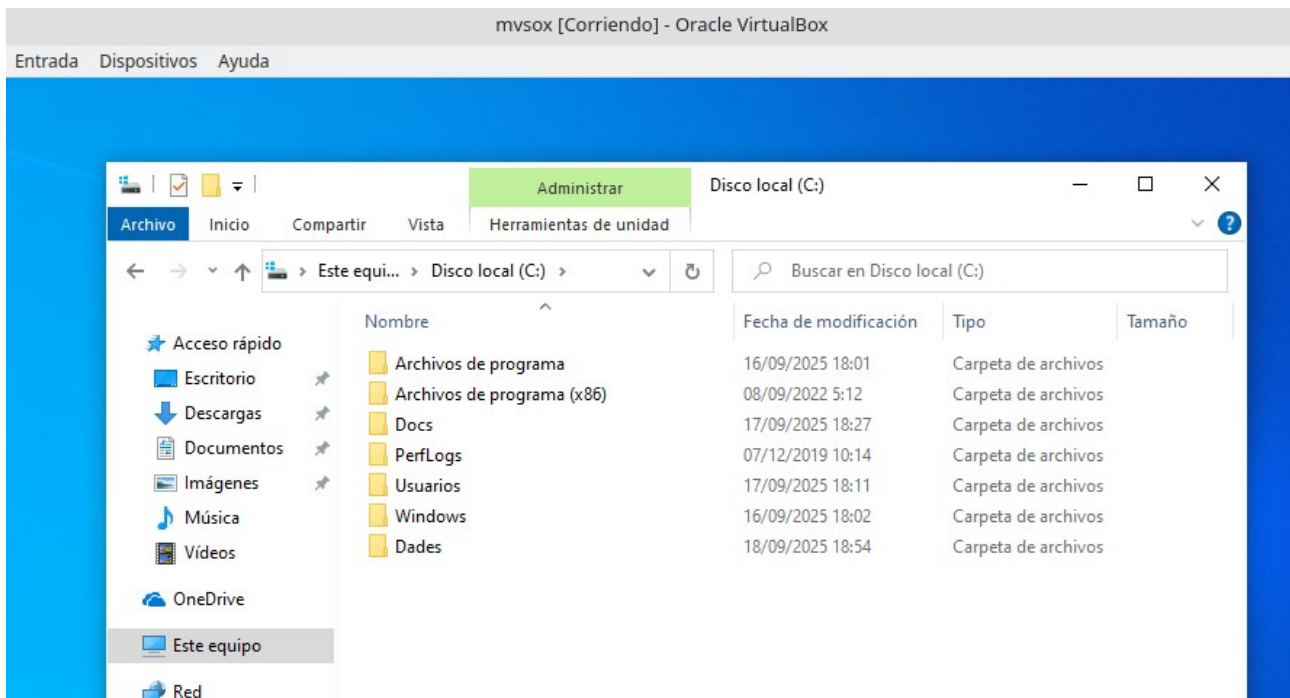 mvsox [Corriendo] - Oracle VirtualBox
Entrada Dispositivos Ayuda
Administrar Disco local (C:)
Archivo Inicio Compartir Vista Herramientas de unidad
Este equi... > Disco local (C:) > Buscar en Disco local (C:)
Nombre Fecha de modificación Tipo Tamaño
Acceso rápido
Escritorio
Descargas
Documentos
Imágenes
Música
Vídeos
OneDrive
Este equipo
Red
Archivos de programa 16/09/2025 18:01 Carpeta de archivos
Archivos de programa (x86) 08/09/2022 5:12 Carpeta de archivos
Docs 17/09/2025 18:27 Carpeta de archivos
PerfLogs 07/12/2019 10:14 Carpeta de archivos
Usuarios 17/09/2025 18:11 Carpeta de archivos
Windows 16/09/2025 18:02 Carpeta de archivos
Dades 18/09/2025 18:54 Carpeta de archivos